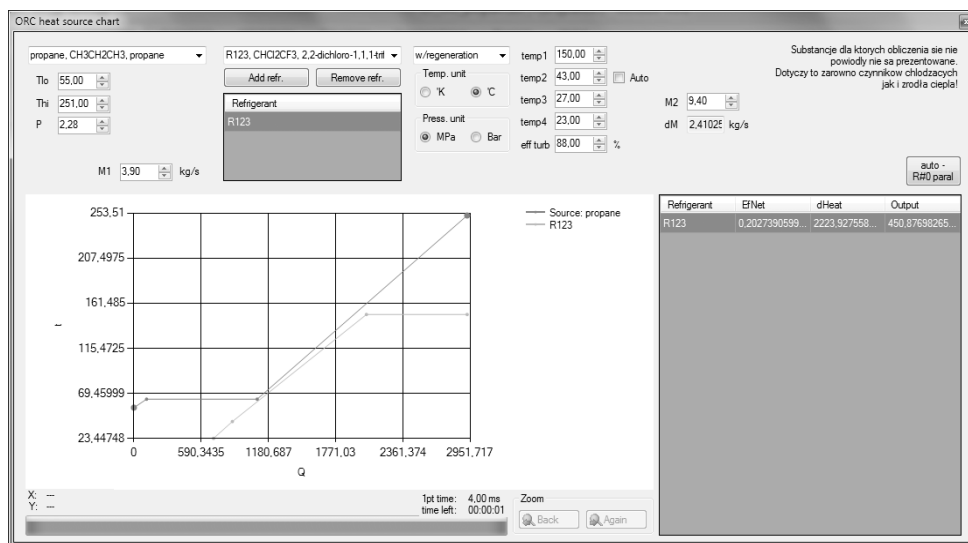 ORC heat source chart
propane, CH3CH2CH3, propane
R123, CHCl2CF3, 2,2-dichloro-1,1,1-trif
w/regeneration
temp1 150,00
Substancje dla ktorych obliczenia sie nie
powiodly nie sa prezentowane.
Dotyczy to zarowno czynnikow chlodzacych
jak i zrodla ciepla!
Tlo 55,00
Thi 251,00
P 2,28
M1 3,90 kg/s
Add refr.
Remove refr.
Refrigerant
R123
Temp. unit
'K 'C
Press. unit
MPa Bar
temp2 43,00 Auto
temp3 27,00
temp4 23,00
eff turb 88,00 %
M2 9,40
dM 2,41025 kg/s
auto -
R#0 paral
253,51
207,4975
161,485
115,4725
69,45999
23,44748
t
0 590,3435 1180,687 1771,03 2361,374 2951,717
Q
Source: propane
R123
Refrigerant EfNet dHeat Output
R123 0,2027390599... 2223,927558... 450,87698265...
X: ---
Y: ---
1pt time: 4,00 ms
time left: 00:00:01
Zoom
Back
Again